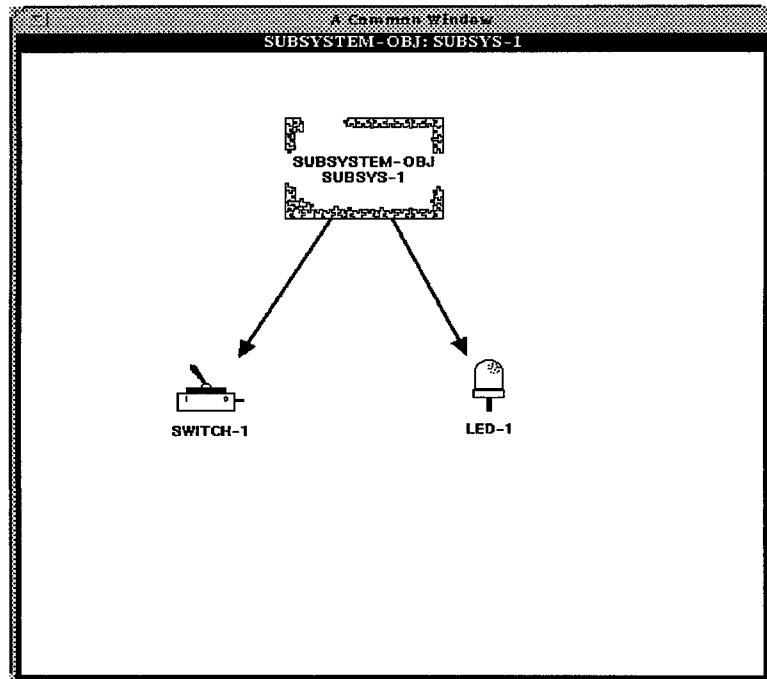 A Common Window
SUBSYSTEM-OBJ: SUBSYS-1
SUBSYSTEM-OBJ
SUBSYS-1
SWITCH-1
LED-1